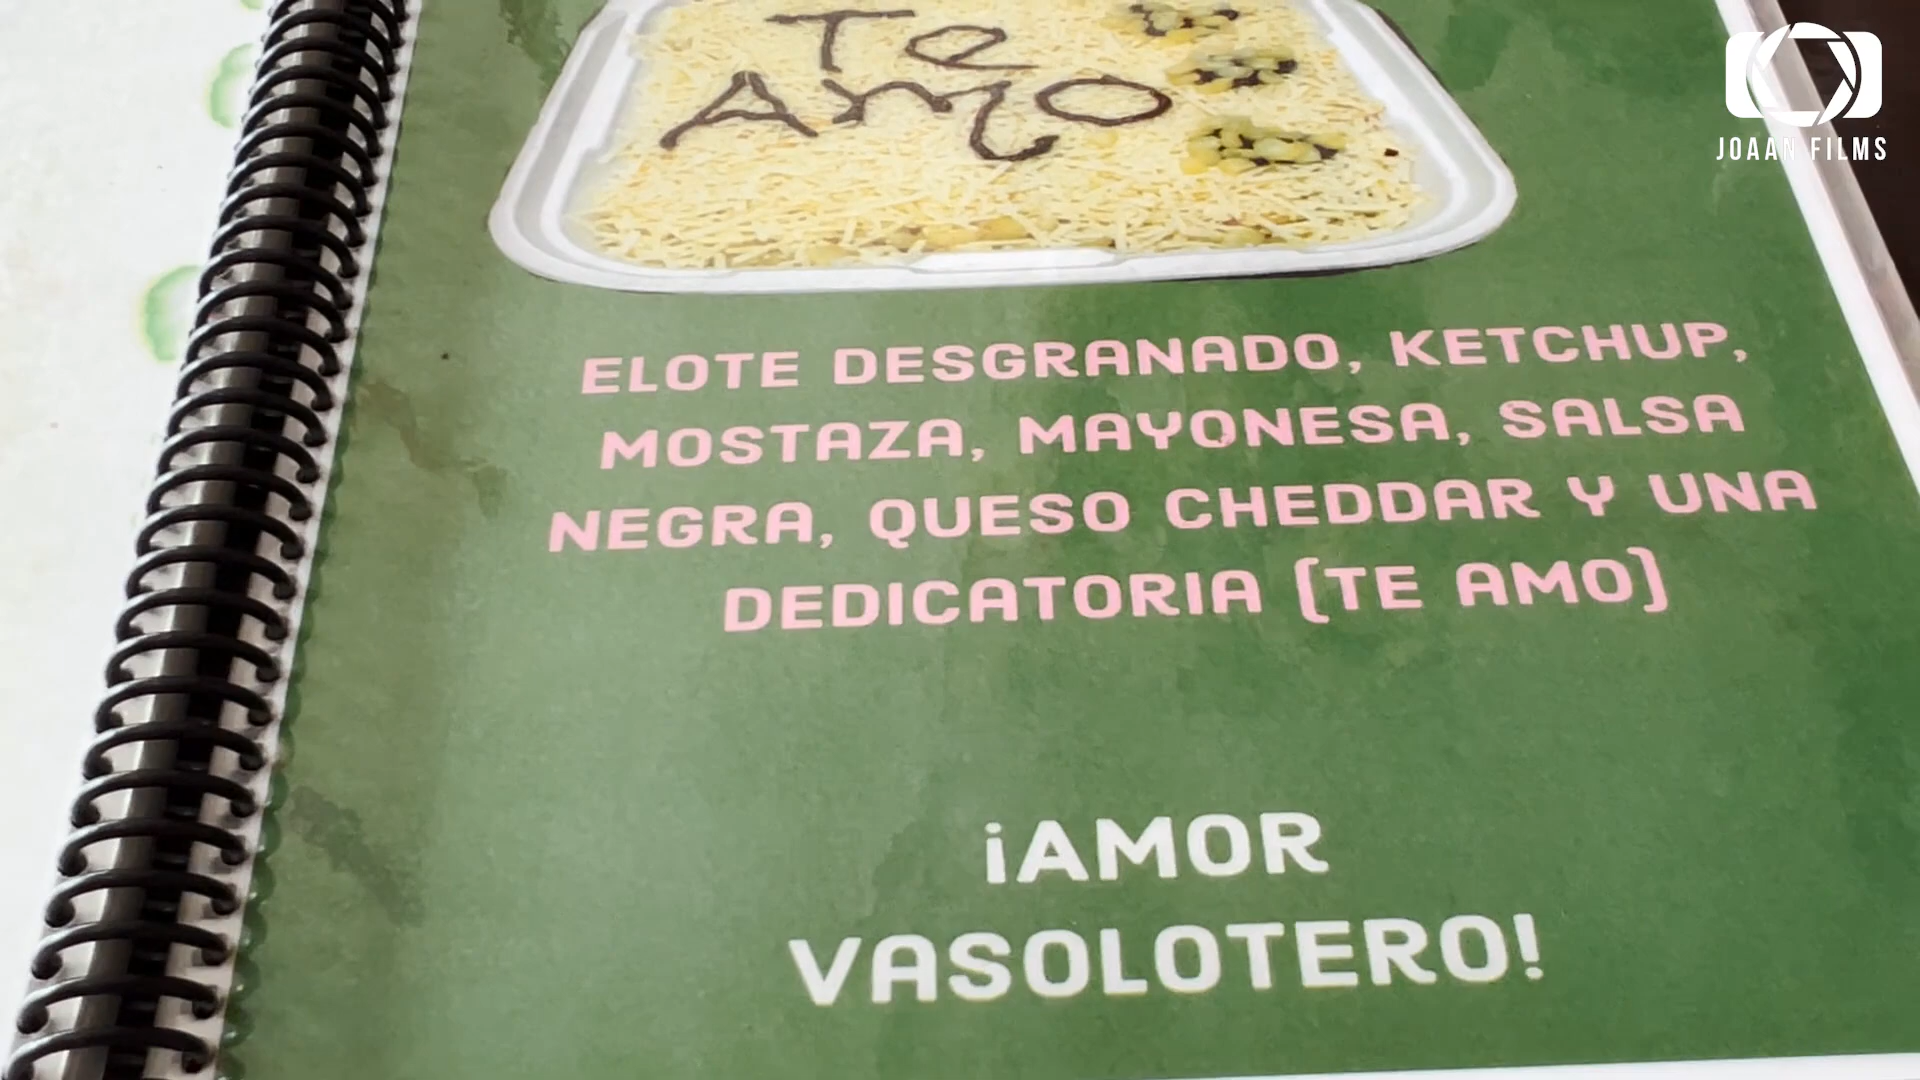 Te
Amo
JOAAN FILMS
ELOTE DESGRANADO, KETCHUP,
MOSTAZA, MAYONESA, SALSA
NEGRA, QUESO CHEDDAR Y UNA
DEDICATORIA (TE AMO)
¡AMOR
VASOLOTERO!